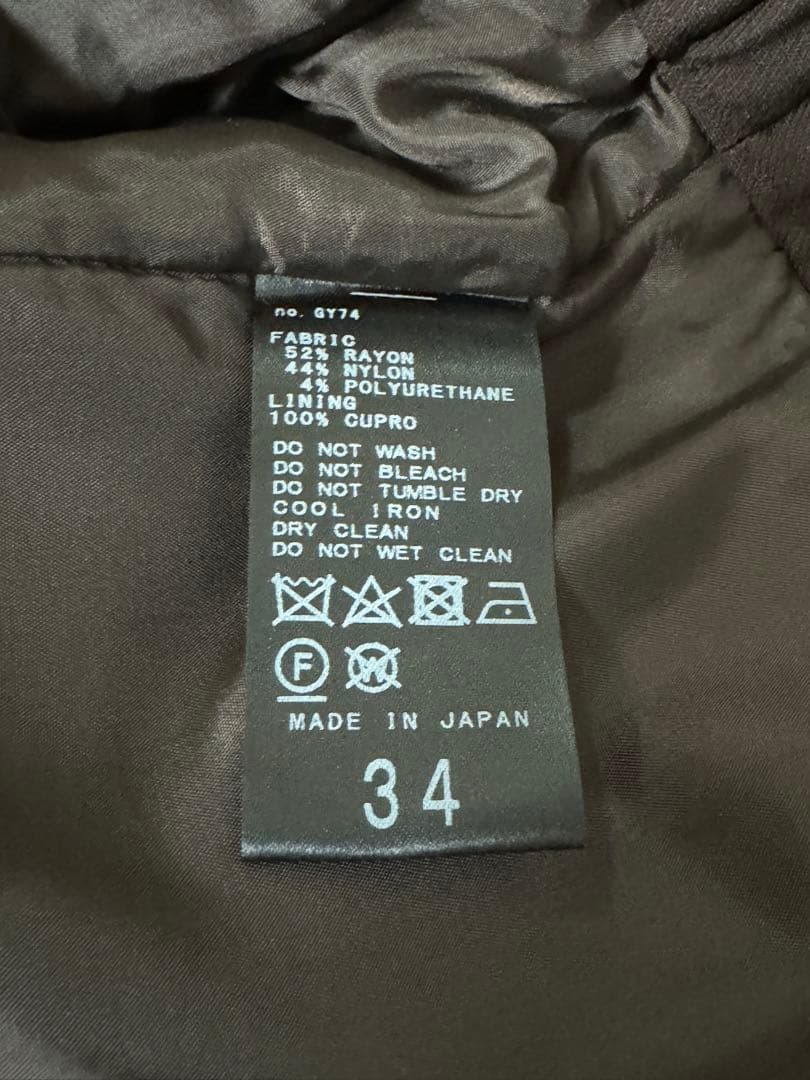 no. GY74
FABRIC
52% RAYON
44% NYLON
4% POLYURETHANE
LINING
100% CUPRO
DO NOT WASH
DO NOT BLEACH
DO NOT TUMBLE DRY
COOL IRON
DRY CLEAN
DO NOT WET CLEAN
F W
MADE IN JAPAN
34